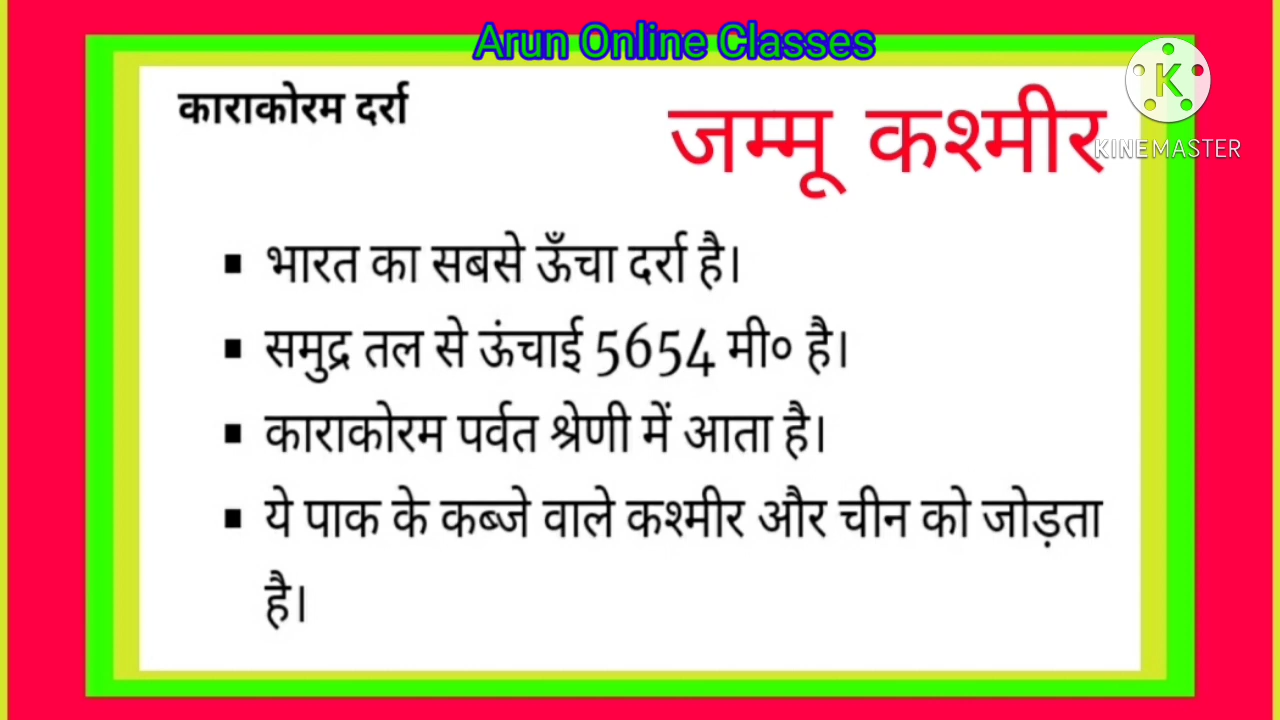 Arun Online Classes
काराकोरम दर्रा
जम्मू कश्मीर
K
KINEMASTER
▪ भारत का सबसे ऊँचा दर्रा है।
▪ समुद्र तल से ऊंचाई 5654 मी० है।
▪ काराकोरम पर्वत श्रेणी में आता है।
▪ ये पाक के कब्जे वाले कश्मीर और चीन को जोड़ता
है।